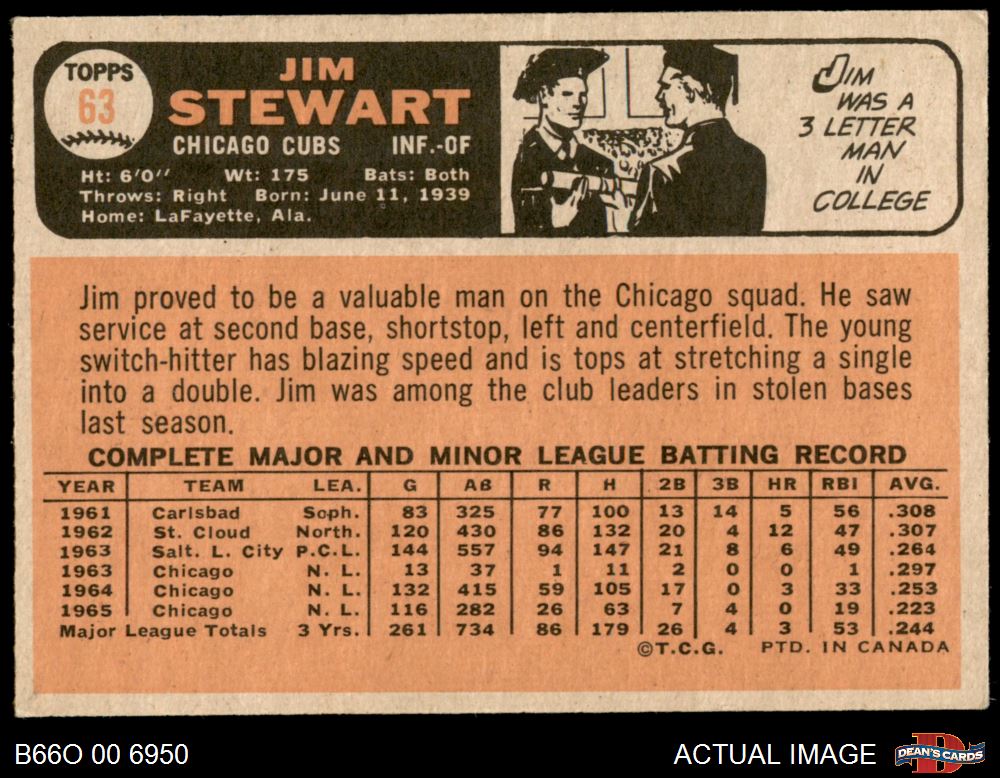 TOPPS
63
JIM
STEWART
CHICAGO CUBS INF.-OF
Ht: 6'0" Wt: 175 Bats: Both
Throws: Right Born: June 11, 1939
Home: LaFayette, Ala.
JIM
WAS A
3 LETTER
MAN
IN
COLLEGE
Jim proved to be a valuable man on the Chicago squad. He saw
service at second base, shortstop, left and centerfield. The young
switch-hitter has blazing speed and is tops at stretching a single
into a double. Jim was among the club leaders in stolen bases
last season.
COMPLETE MAJOR AND MINOR LEAGUE BATTING RECORD
YEAR TEAM LEA. G AB R H 2B 3B HR RBI AVG.
1961 Carlsbad Soph. 83 325 77 100 13 14 5 56 .308
1962 St. Cloud North. 120 430 86 132 20 4 12 47 .307
1963 Salt. L. City P.C.L. 144 557 94 147 21 8 6 49 .264
1963 Chicago N. L. 13 37 1 11 2 0 0 1 .297
1964 Chicago N. L. 132 415 59 105 17 0 3 33 .253
1965 Chicago N. L. 116 282 26 63 7 4 0 19 .223
Major League Totals 3 Yrs. 261 734 86 179 26 4 3 53 .244
©T.C.G. PTD. IN CANADA
B66O 00 6950 ACTUAL IMAGE DEAN'S CARDS